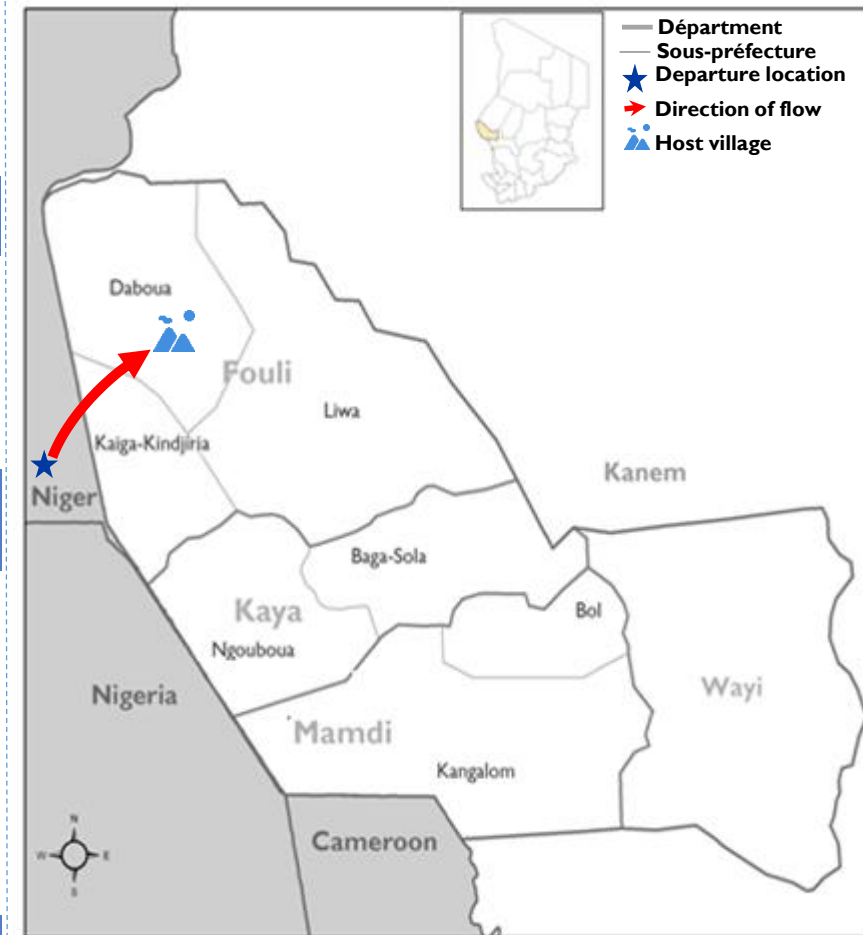 Départment
Sous-préfecture
Departure location
Direction of flow
Host village
Daboua
Fouli
Liwa
Kaiga-Kindjiria
Kanem
Niger
Baga-Sola
Kaya
Bol
Ngouboua
Wayi
Nigeria
Mamdi
Kangalom
Cameroon
N
W E
S